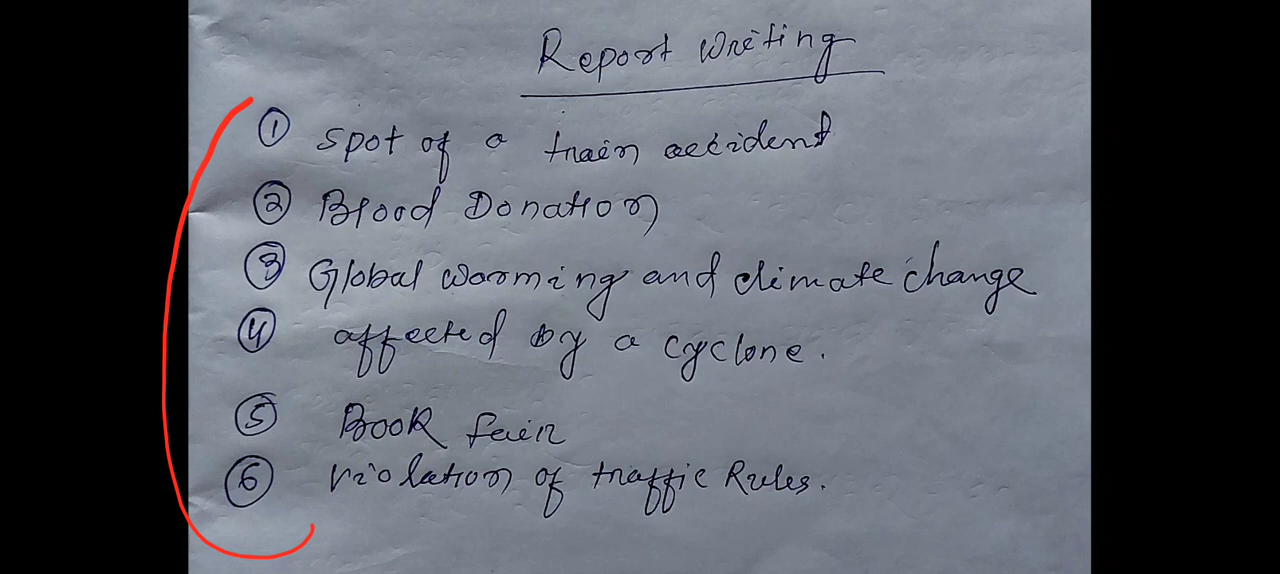 Report Writing
① Spot of a train accident
② Blood Donation
③ Global warming and climate change
④ affected by a cyclone.
⑤ Book fair
⑥ violation of traffic Rules.